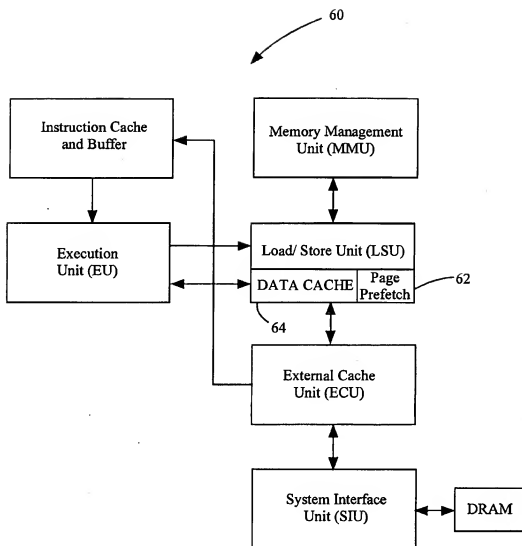 60
Instruction Cache
and Buffer
Memory Management
Unit (MMU)
Execution
Unit (EU)
Load/ Store Unit (LSU)
DATA CACHE
Page
Prefetch
62
64
External Cache
Unit (ECU)
System Interface
Unit (SIU)
DRAM